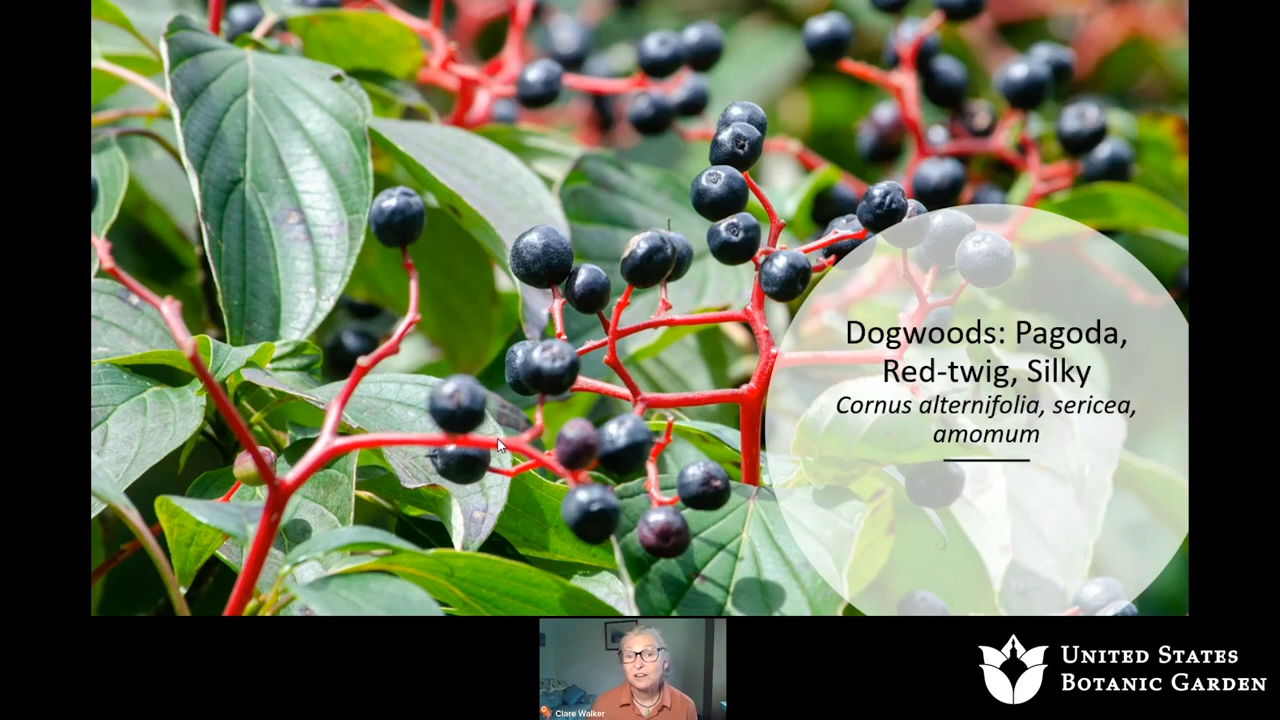 Dogwoods: Pagoda,
Red-twig, Silky
Cornus alternifolia, sericea,
amomum
Clare Walker
UNITED STATES
BOTANIC GARDEN